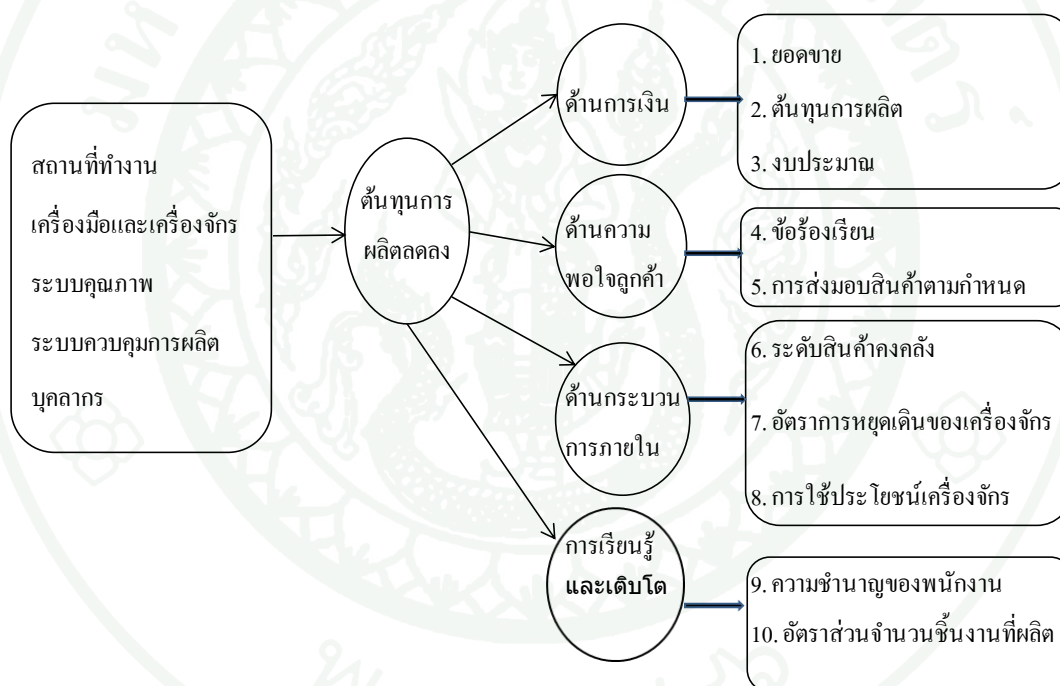 สถานที่ทำงาน
เครื่องมือและเครื่องจักร
ระบบคุณภาพ
ระบบควบคุมการผลิต
บุคลากร
ต้นทุนการ
ผลิตลดลง
ด้านการเงิน
1. ยอดขาย
2. ต้นทุนการผลิต
3. งบประมาณ
ด้านความ
พอใจลูกค้า
4. ข้อร้องเรียน
5. การส่งมอบสินค้าตามกำหนด
ด้านกระบวน
การภายใน
6. ระดับสินค้าคงคลัง
7. อัตราการหยุดเดินของเครื่องจักร
8. การใช้ประโยชน์เครื่องจักร
การเรียนรู้
และเติบโต
9. ความชำนาญของพนักงาน
10. อัตราส่วนจำนวนชิ้นงานที่ผลิต